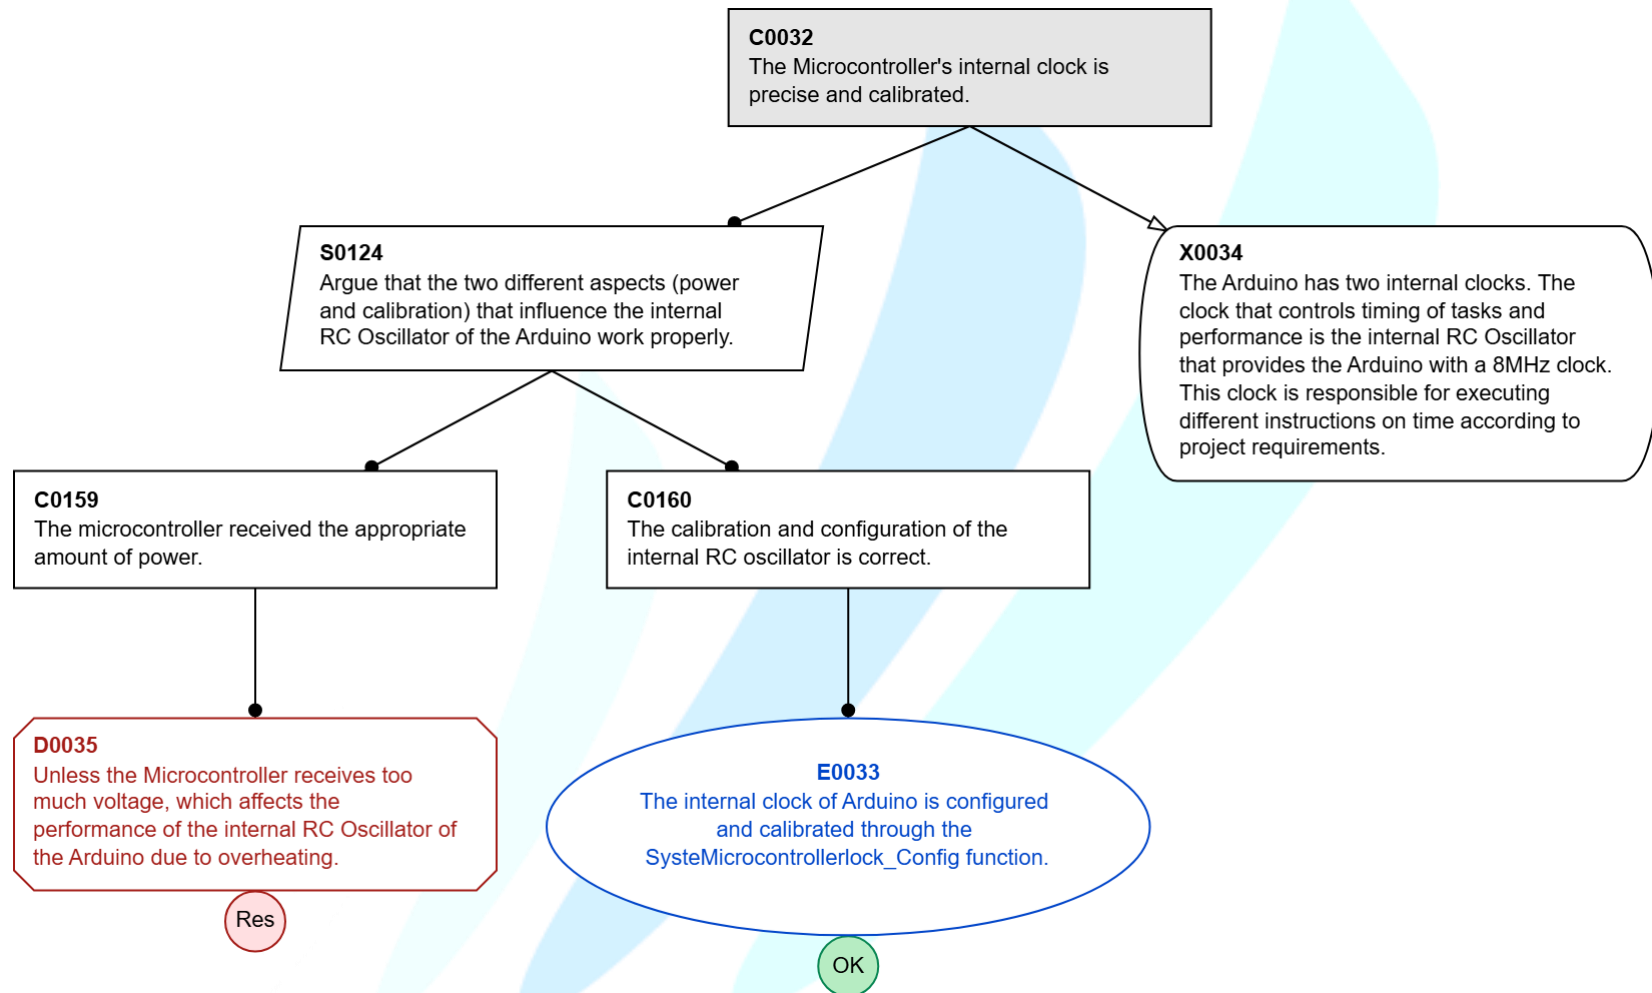 C0032
The Microcontroller's internal clock is
precise and calibrated.
S0124
Argue that the two different aspects (power
and calibration) that influence the internal
RC Oscillator of the Arduino work properly.
X0034
The Arduino has two internal clocks. The
clock that controls timing of tasks and
performance is the internal RC Oscillator
that provides the Arduino with a 8MHz clock.
This clock is responsible for executing
different instructions on time according to
project requirements.
C0159
The microcontroller received the appropriate
amount of power.
C0160
The calibration and configuration of the
internal RC oscillator is correct.
D0035
Unless the Microcontroller receives too
much voltage, which affects the
performance of the internal RC Oscillator of
the Arduino due to overheating.
Res
E0033
The internal clock of Arduino is configured
and calibrated through the
SysteMicrocontrollerlock_Config function.
OK